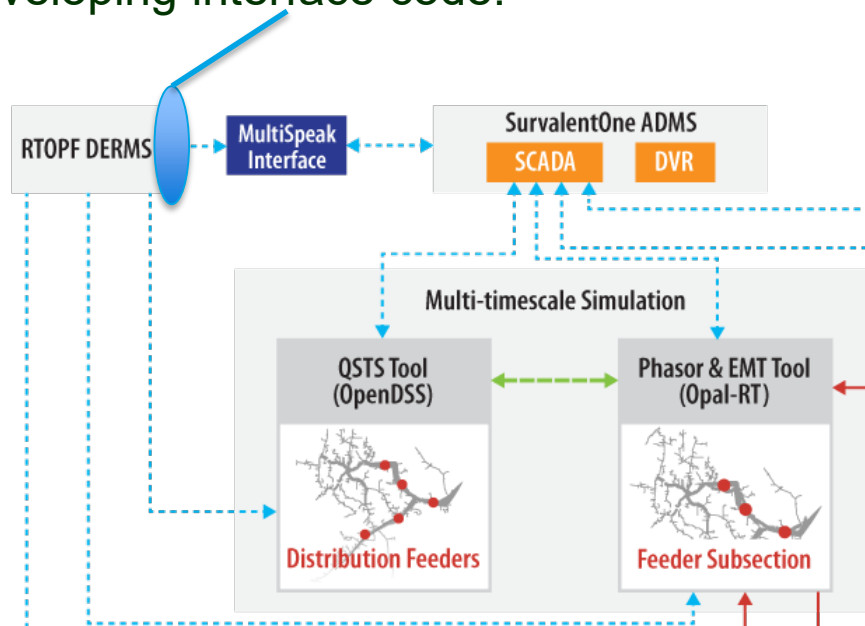 veloping interface code.
RTOPF DERMS
MultiSpeak
Interface
SurvalentOne ADMS
SCADA
DVR
Multi-timescale Simulation
QSTS Tool
(OpenDSS)
Phasor & EMT Tool
(Opal-RT)
Distribution Feeders
Feeder Subsection